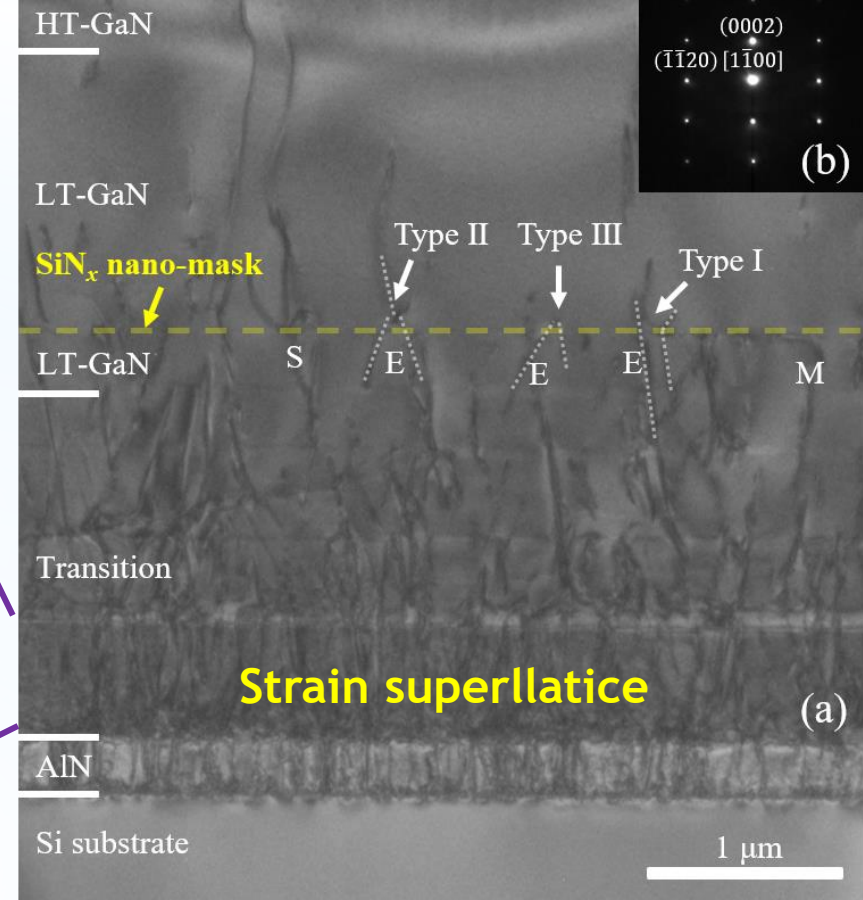 HT-GaN
(0002)
(1̅1̅20) [11̅00]
(b)
LT-GaN
Type II
Type III
Type I
SiNₓ nano-mask
LT-GaN
S
E
E
E
M
Transition
Strain superllatice
(a)
AlN
Si substrate
1 μm